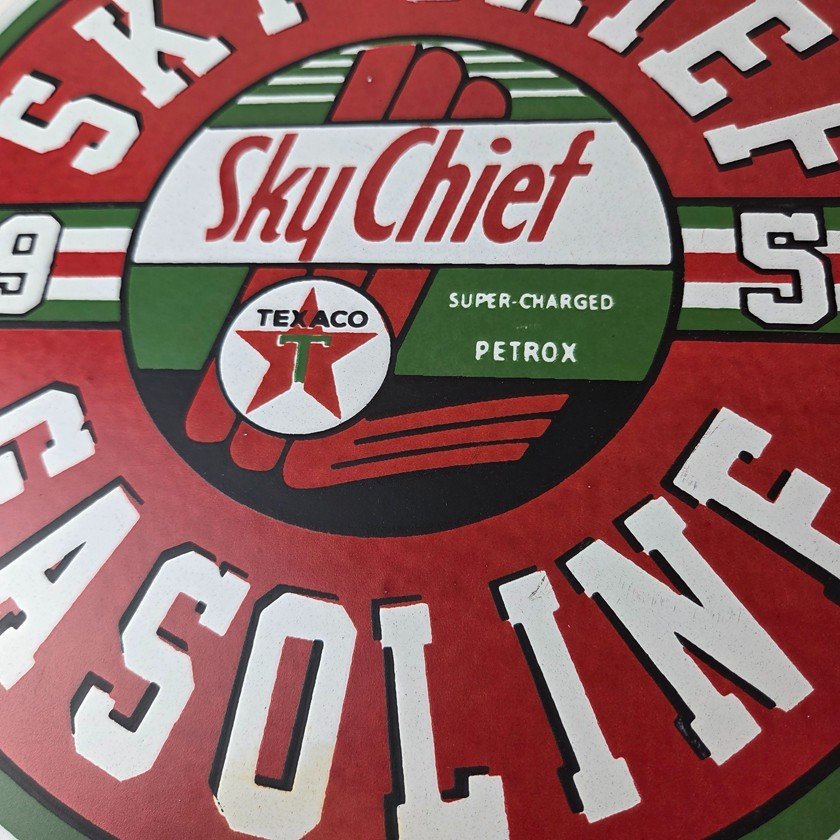 SKY CHIEF
9 5
Sky Chief
SUPER-CHARGED
PETROX
TEXACO
T
GASOLINE